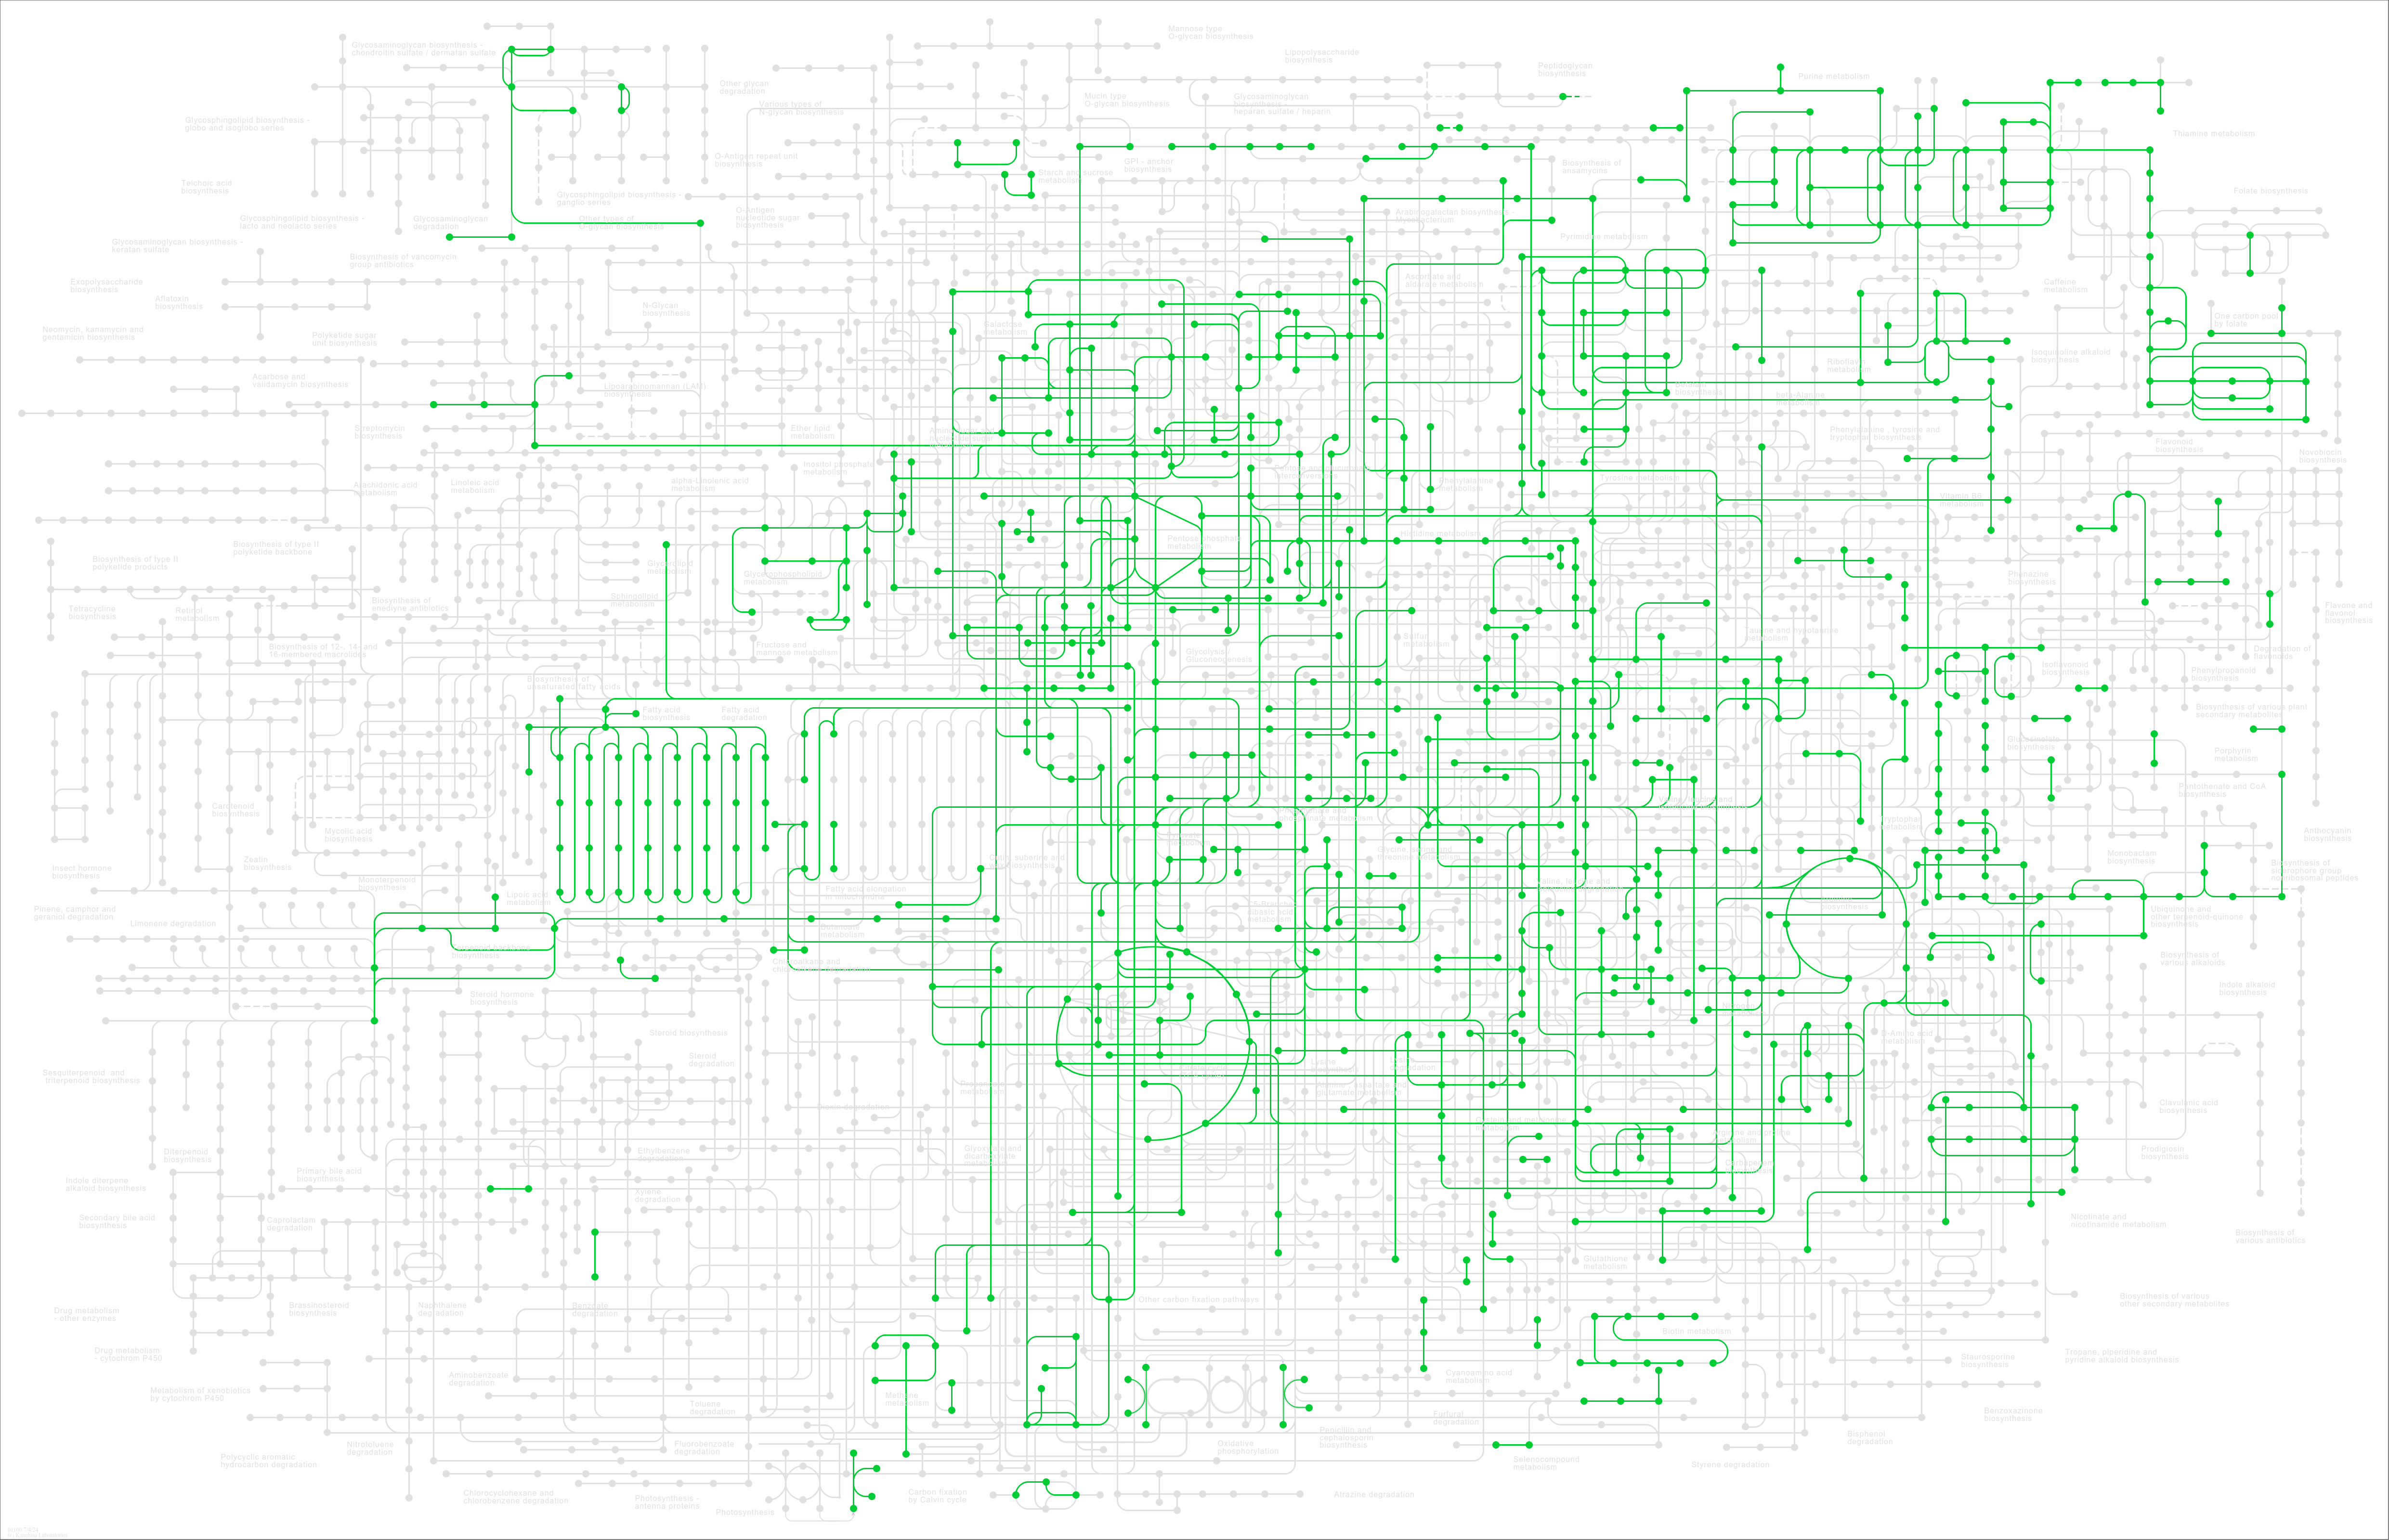 Glycosaminoglycan biosynthesis -
chondroitin sulfate / dermatan sulfate
Mannose type
O-glycan biosynthesis
Lipopolysaccharide
biosynthesis
Peptidoglycan
biosynthesis
Purine metabolism
Other glycan
degradation
Various types of
N-glycan biosynthesis
Mucin type
O-glycan biosynthesis
Glycosaminoglycan
biosynthesis -
heparan sulfate / heparin
Glycosphingolipid biosynthesis -
globo and isoglobo series
Thiamine metabolism
O-Antigen repeat unit
biosynthesis
GPI - anchor
biosynthesis
Starch and sucrose
metabolism
Biosynthesis of
ansamycins
Teichoic acid
biosynthesis
Glycosphingolipid biosynthesis -
ganglio series
Folate biosynthesis
Glycosphingolipid biosynthesis -
lacto and neolacto series
Glycosaminoglycan
degradation
Other types of
O-glycan biosynthesis
O-Antigen
nucleotide sugar
biosynthesis
Arabinogalactan biosynthesis -
Mycobacterium
Pyrimidine metabolism
Glycosaminoglycan biosynthesis -
keratan sulfate
Biosynthesis of vancomycin
group antibiotics
Exopolysaccharide
biosynthesis
Aflatoxin
biosynthesis
N-Glycan
biosynthesis
Ascorbate and
aldarate metabolism
Caffeine
metabolism
Neomycin, kanamycin and
gentamicin biosynthesis
Polyketide sugar
unit biosynthesis
Galactose
metabolism
One carbon pool
by folate
Acarbose and
validamycin biosynthesis
Lipoarabinomannan (LAM)
biosynthesis
Riboflavin
metabolism
Isoquinoline alkaloid
biosynthesis
beta-Alanine
metabolism
Streptomycin
biosynthesis
Ether lipid
metabolism
Phenylalanine, tyrosine and
tryptophan biosynthesis
Flavonoid
biosynthesis
Novobiocin
biosynthesis
Inositol phosphate
metabolism
Arachidonic acid
metabolism
Linoleic acid
metabolism
alpha-Linolenic acid
metabolism
Phenylalanine
metabolism
Tyrosine metabolism
Vitamin B6
metabolism
Biosynthesis of type II
polyketide products
Biosynthesis of type II
polyketide backbone
Glycerolipid
metabolism
Glycerophospholipid
metabolism
Pentose phosphate
metabolism
Histidine metabolism
Phenazine
biosynthesis
Tetracycline
biosynthesis
Retinol
metabolism
Biosynthesis of
enediyne antibiotics
Sphingolipid
metabolism
Flavone and
flavonol
biosynthesis
Biosynthesis of 12-, 14- and
16-membered macrolides
Fructose and
mannose metabolism
Glycolysis /
Gluconeogenesis
Sulfur
metabolism
Taurine and hypotaurine
metabolism
Degradation of
flavonoids
Isoflavonoid
biosynthesis
Phenylpropanoid
biosynthesis
Biosynthesis of
unsaturated fatty acids
Fatty acid
biosynthesis
Fatty acid
degradation
Biosynthesis of various plant
secondary metabolites
Glucosinolate
biosynthesis
Porphyrin
metabolism
Pantothenate and CoA
biosynthesis
Carotenoid
biosynthesis
Mycolic acid
biosynthesis
Tryptophan
metabolism
Anthocyanin
biosynthesis
Insect hormone
biosynthesis
Zeatin
biosynthesis
Monoterpenoid
biosynthesis
Monobactam
biosynthesis
Biosynthesis of
siderophore group
nonribosomal peptides
Lipoic acid
metabolism
Fatty acid elongation
in mitochondria
Pinene, camphor and
geraniol degradation
Limonene degradation
Ubiquinone and
other terpenoid-quinone
biosynthesis
Butanoate
metabolism
Chloroalkane and
chloroalkene degradation
Biosynthesis of
various alkaloids
Steroid hormone
biosynthesis
Indole alkaloid
biosynthesis
Steroid biosynthesis
D-Amino acid
metabolism
Steroid
degradation
Sesquiterpenoid and
triterpenoid biosynthesis
Propanoate
metabolism
Dioxin degradation
Clavulanic acid
biosynthesis
Diterpenoid
biosynthesis
Ethylbenzene
degradation
Glyoxylate and
dicarboxylate
metabolism
Prodigiosin
biosynthesis
Primary bile acid
biosynthesis
Indole diterpene
alkaloid biosynthesis
Xylene
degradation
Secondary bile acid
biosynthesis
Caprolactam
degradation
Nicotinate and
nicotinamide metabolism
Biosynthesis of
various antibiotics
Glutathione
metabolism
Drug metabolism
- other enzymes
Brassinosteroid
biosynthesis
Naphthalene
degradation
Benzoate
degradation
Other carbon fixation pathways
Biosynthesis of various
other secondary metabolites
Biotin metabolism
Drug metabolism
- cytochrom P450
Aminobenzoate
degradation
Staurosporine
biosynthesis
Tropane, piperidine and
pyridine alkaloid biosynthesis
Metabolism of xenobiotics
by cytochrom P450
Methane
metabolism
Cyanoamino acid
metabolism
Toluene
degradation
Furfural
degradation
Benzoxazinone
biosynthesis
Nitrotoluene
degradation
Fluorobenzoate
degradation
Oxidative
phosphorylation
Penicillin and
cephalosporin
biosynthesis
Bisphenol
degradation
Polycyclic aromatic
hydrocarbon degradation
Selenocompound
metabolism
Styrene degradation
Chlorocyclohexane and
chlorobenzene degradation
Photosynthesis -
antenna proteins
Photosynthesis
Carbon fixation
by Calvin cycle
Atrazine degradation